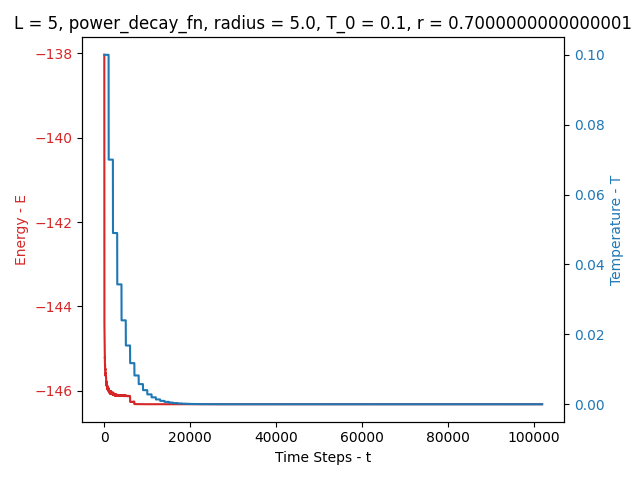 L = 5, power_decay_fn, radius = 5.0, T_0 = 0.1, r = 0.7000000000000001
−138
−140
−142
−144
−146
Energy - E
0.10
0.08
0.06
0.04
0.02
0.00
Temperature - T
0 20000 40000 60000 80000 100000
Time Steps - t